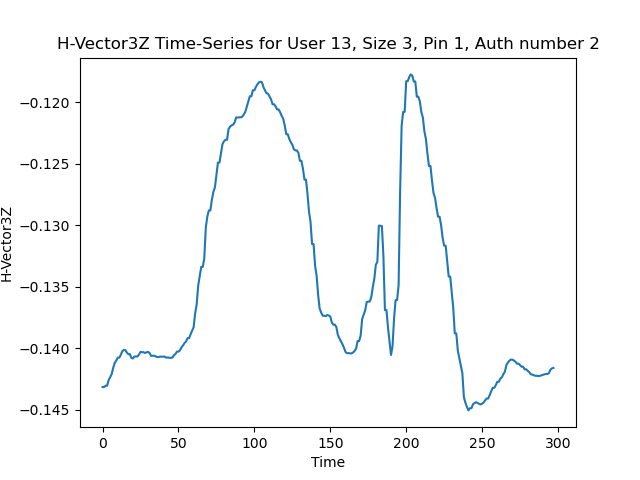 H-Vector3Z Time-Series for User 13, Size 3, Pin 1, Auth number 2
H-Vector3Z
−0.120
−0.125
−0.130
−0.135
−0.140
−0.145
0 50 100 150 200 250 300
Time